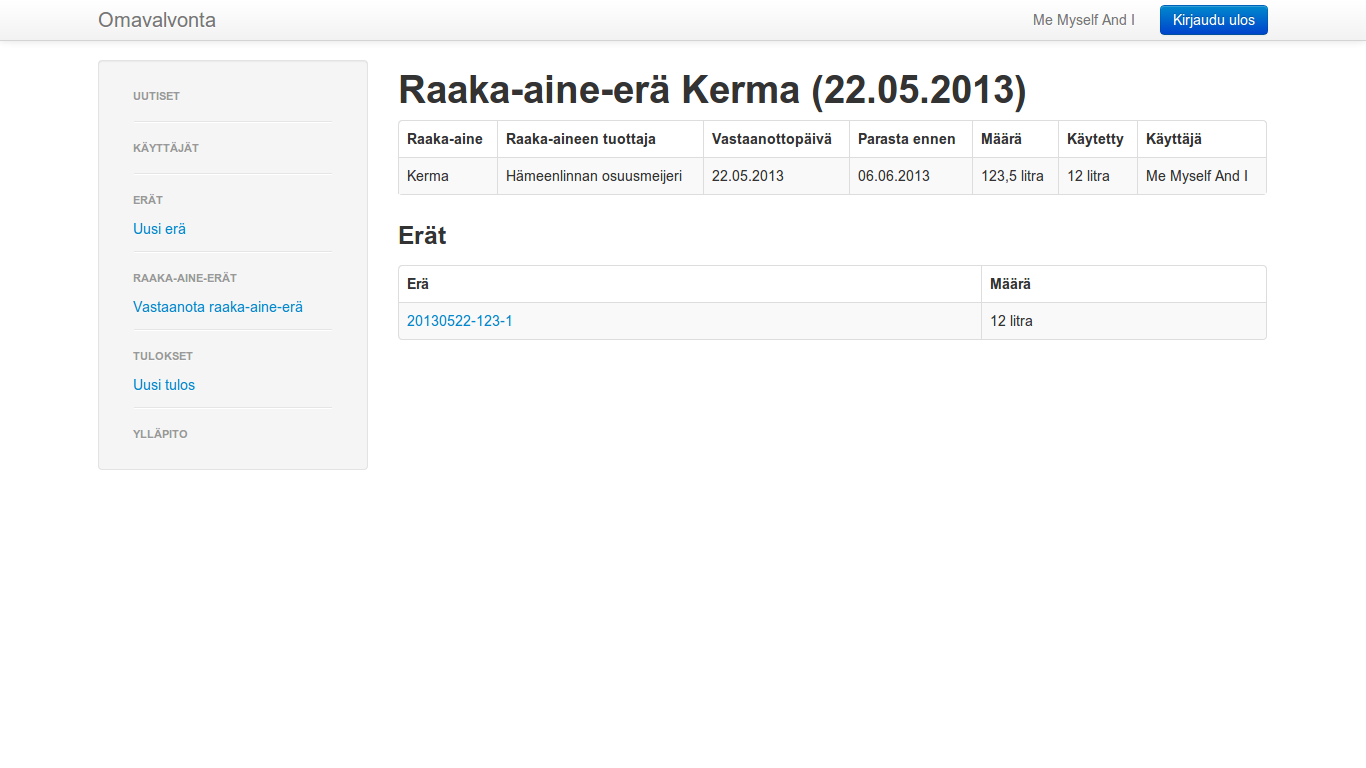 Omavalvonta Me Myself And I Kirjaudu ulos
UUTISET
KÄYTTÄJÄT
ERÄT
Uusi erä
RAAKA-AINE-ERÄT
Vastaanota raaka-aine-erä
TULOKSET
Uusi tulos
YLLÄPITO
Raaka-aine-erä Kerma (22.05.2013)
Raaka-aine Raaka-aineen tuottaja Vastaanottopäivä Parasta ennen Määrä Käytetty Käyttäjä
Kerma Hämeenlinnan osuusmeijeri 22.05.2013 06.06.2013 123,5 litra 12 litra Me Myself And I
Erät
Erä Määrä
20130522-123-1 12 litra